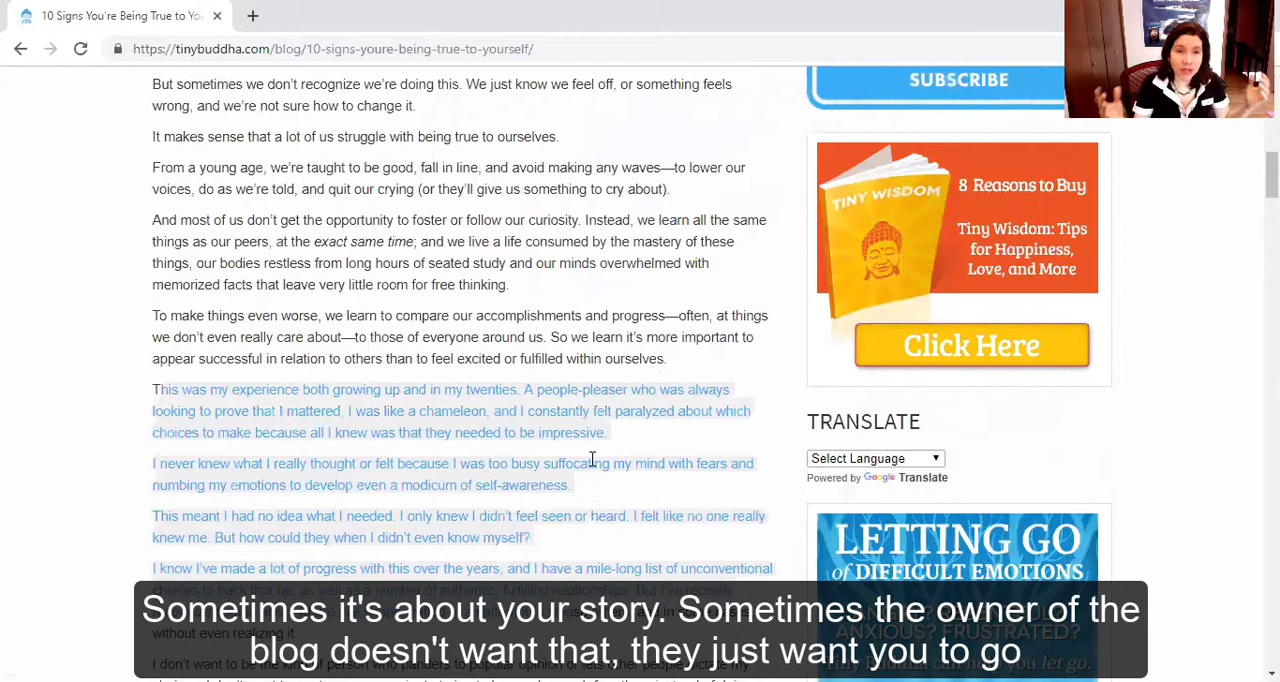 10 Signs You're Being True to You
https://tinybuddha.com/blog/10-signs-youre-being-true-to-yourself/
But sometimes we don't recognize we're doing this. We just know we feel off, or something feels
wrong, and we're not sure how to change it.
It makes sense that a lot of us struggle with being true to ourselves.
From a young age, we're taught to be good, fall in line, and avoid making any waves—to lower our
voices, do as we're told, and quit our crying (or they'll give us something to cry about).
And most of us don't get the opportunity to foster or follow our curiosity. Instead, we learn all the same
things as our peers, at the exact same time; and we live a life consumed by the mastery of these
things, our bodies restless from long hours of seated study and our minds overwhelmed with
memorized facts that leave very little room for free thinking.
To make things even worse, we learn to compare our accomplishments and progress—often, at things
we don't even really care about—to those of everyone around us. So we learn it's more important to
appear successful in relation to others than to feel excited or fulfilled within ourselves.
This was my experience both growing up and in my twenties. A people-pleaser who was always
looking to prove that I mattered, I was like a chameleon, and I constantly felt paralyzed about which
choices to make because all I knew was that they needed to be impressive.
I never knew what I really thought or felt because I was too busy suffocating my mind with fears and
numbing my emotions to develop even a modicum of self-awareness.
This meant I had no idea what I needed. I only knew I didn't feel seen or heard. I felt like no one really
knew me. But how could they when I didn't even know myself?
I know I've made a lot of progress with this over the years, and I have a mile-long list of unconventional
without even realizing it.
SUBSCRIBE
TINY WISDOM
8 Reasons to Buy
Tiny Wisdom: Tips
for Happiness,
Love, and More
Click Here
TRANSLATE
Select Language
Powered by Google Translate
LETTING GO
OF DIFFICULT EMOTIONS
Sometimes it's about your story. Sometimes the owner of the
blog doesn't want that, they just want you to go